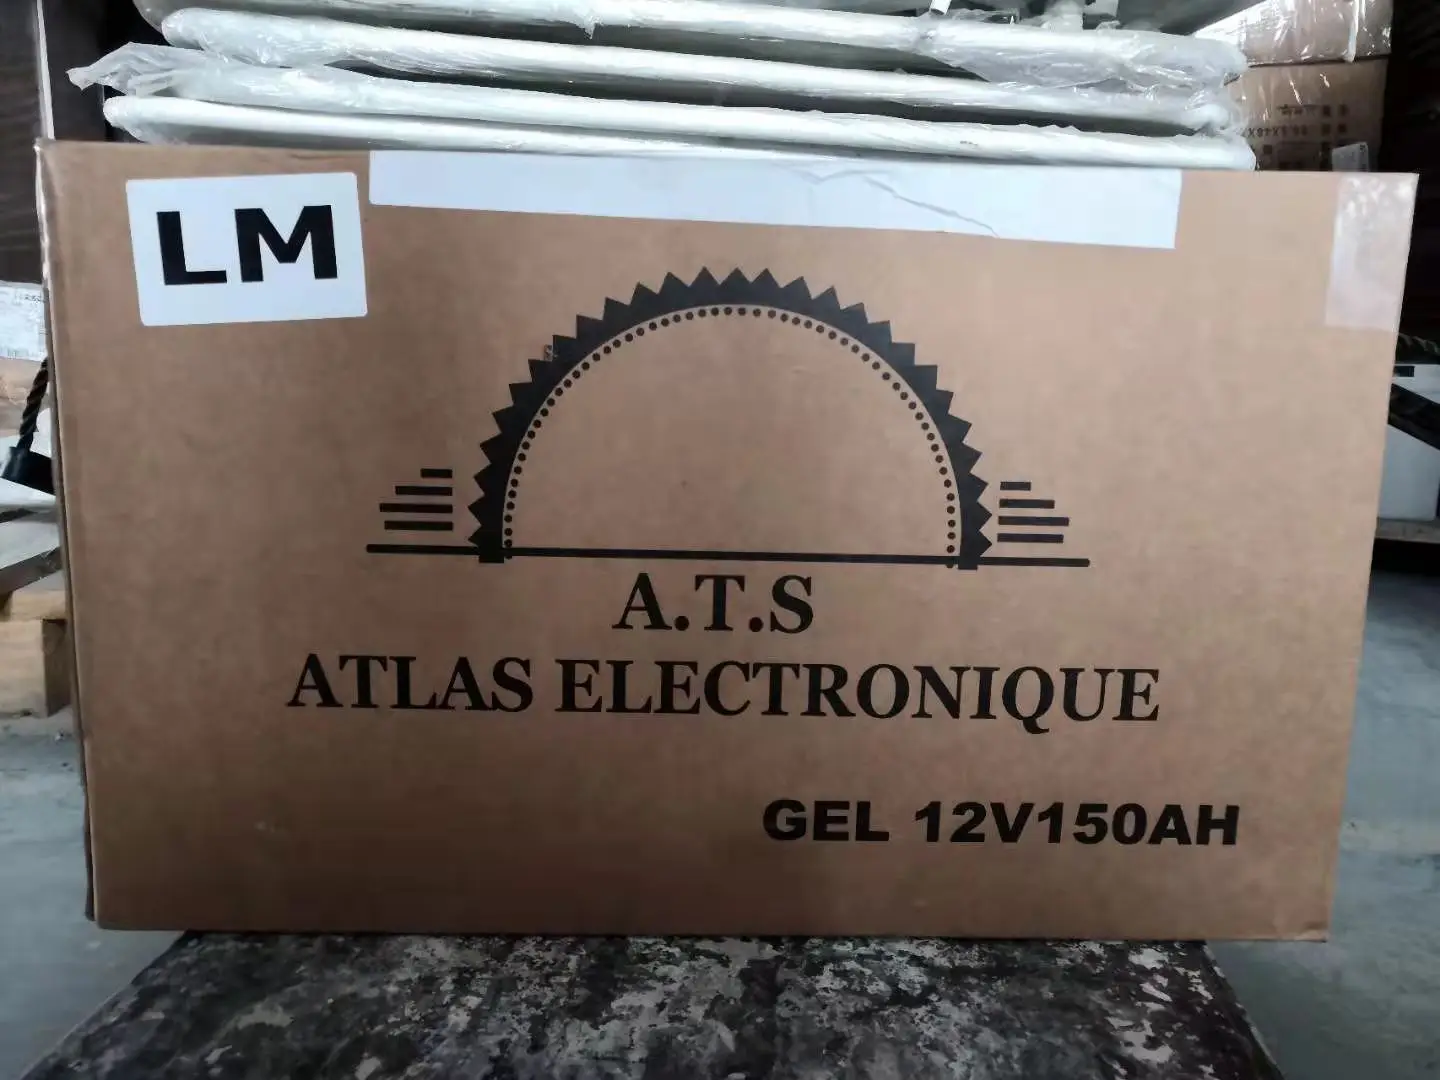 LM
A.T.S
ATLAS ELECTRONIQUE
GEL 12V150AH